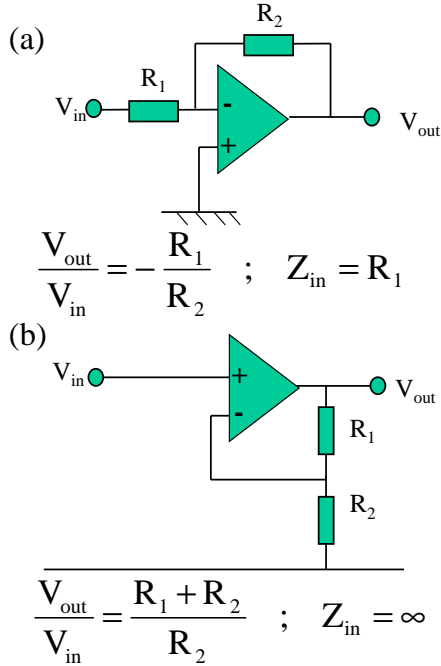 (a)
R2
R1
Vin
-
+
Vout
Vout/Vin = - R1/R2 ; Zin = R1
(b)
Vin
+
-
Vout
R1
R2
Vout/Vin = R1 + R2/R2 ; Zin = ∞